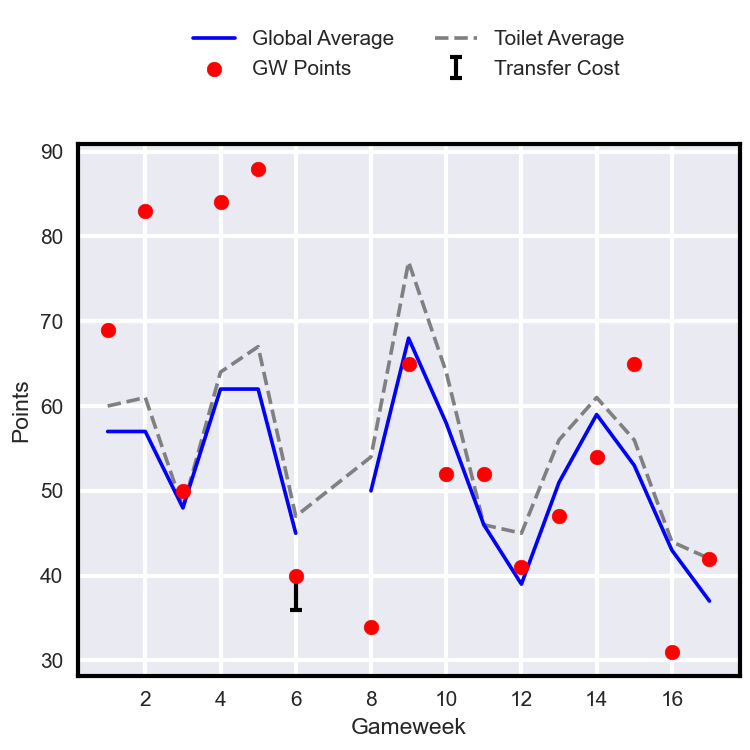 Global Average
Toilet Average
GW Points
Transfer Cost
90
80
70
60
50
40
30
Points
2 4 6 8 10 12 14 16
Gameweek